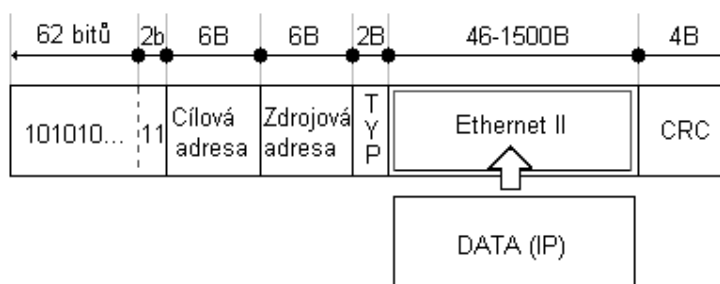 62 bitů 2b 6B 6B 2B 46-1500B 4B
101010... 11 Cílová adresa Zdrojová adresa TYP Ethernet II CRC
DATA (IP)